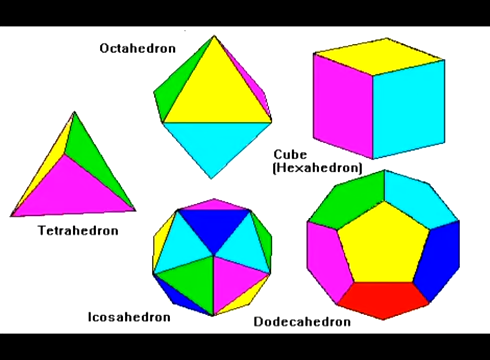 Octahedron
Cube
(Hexahedron)
Tetrahedron
Icosahedron
Dodecahedron